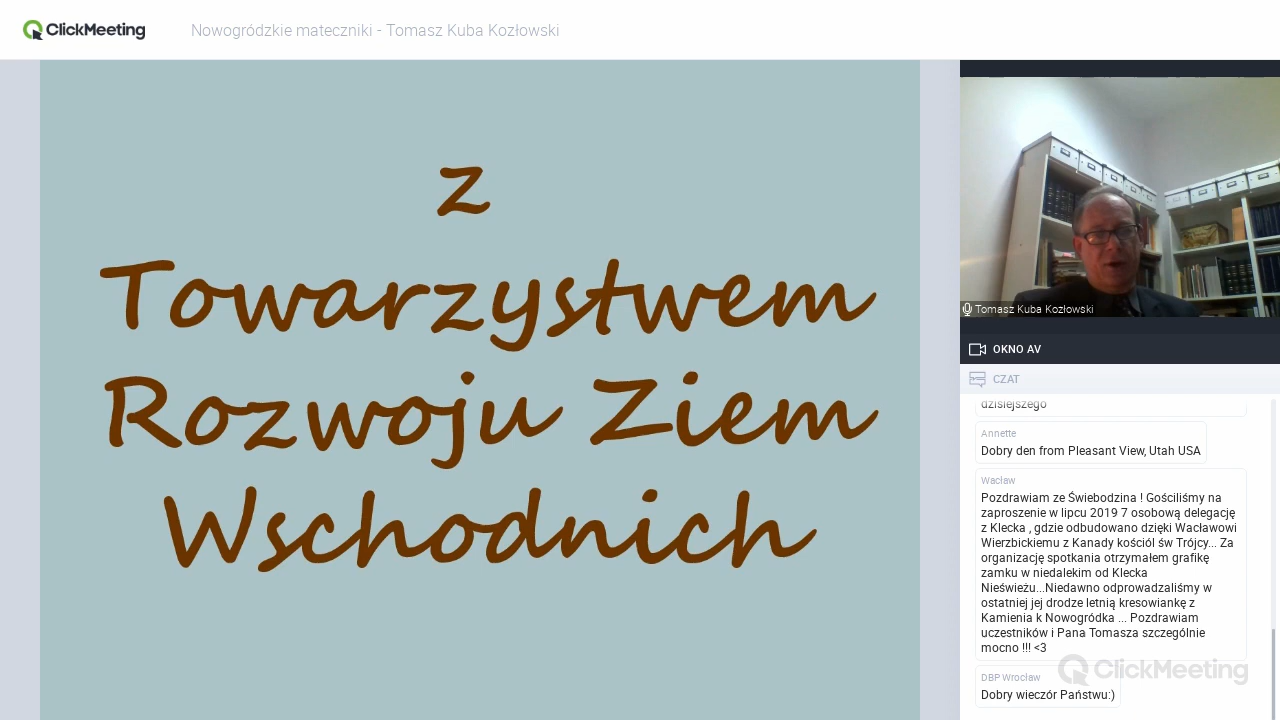 ClickMeeting
Nowogródzkie mateczniki - Tomasz Kuba Kozłowski
z
Towarzystwem
Rozwoju Ziem
Wschodnich
Tomasz Kuba Kozłowski
OKNO AV
CZAT
dzisiejszego
Annette
Dobry den from Pleasant View, Utah USA
Wacław
Pozdrawiam ze Świebodzina ! Gościliśmy na
zaproszenie w lipcu 2019 7 osobową delegację
z Klecka , gdzie odbudowano dzięki Wacławowi
Wierzbickiemu z Kanady kościól św Trójcy... Za
organizację spotkania otrzymałem grafikę
zamku w niedalekim od Klecka
Nieświeżu...Niedawno odprowadzaliśmy w
ostatniej jej drodze letnią kresowiankę z
Kamienia k Nowogródka ... Pozdrawiam
uczestników i Pana Tomasza szczególnie
mocno !!! <3
ClickMeeting
DBP Wrocław
Dobry wieczór Państwu:)